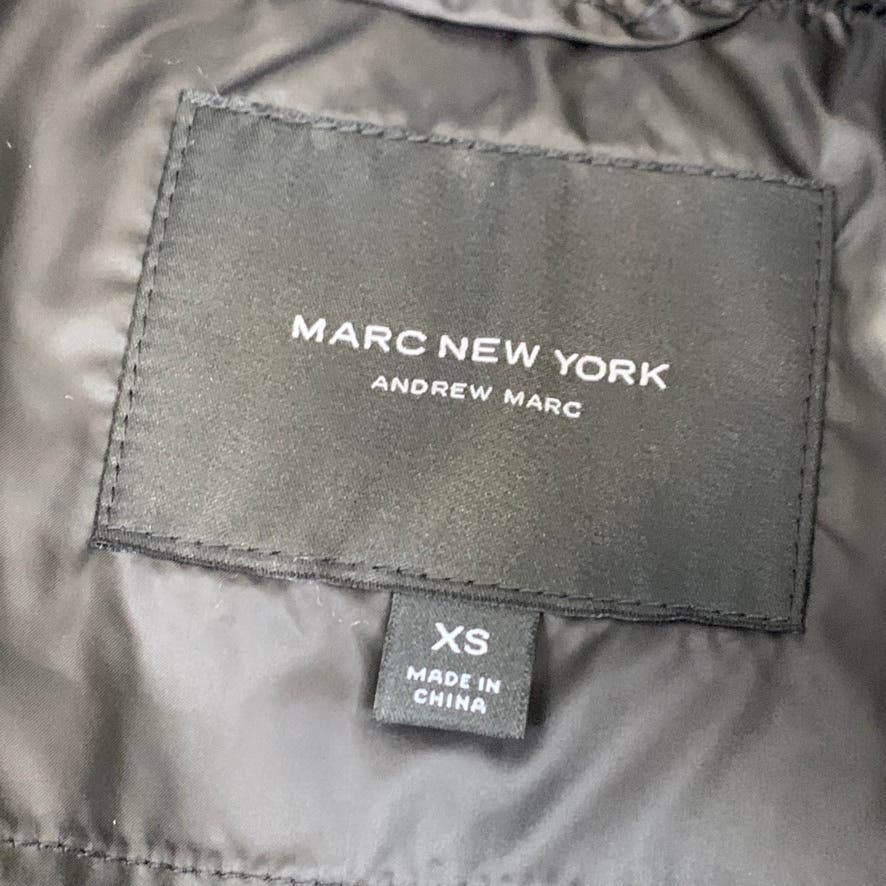 MARC NEW YORK
ANDREW MARC
XS
MADE IN
CHINA